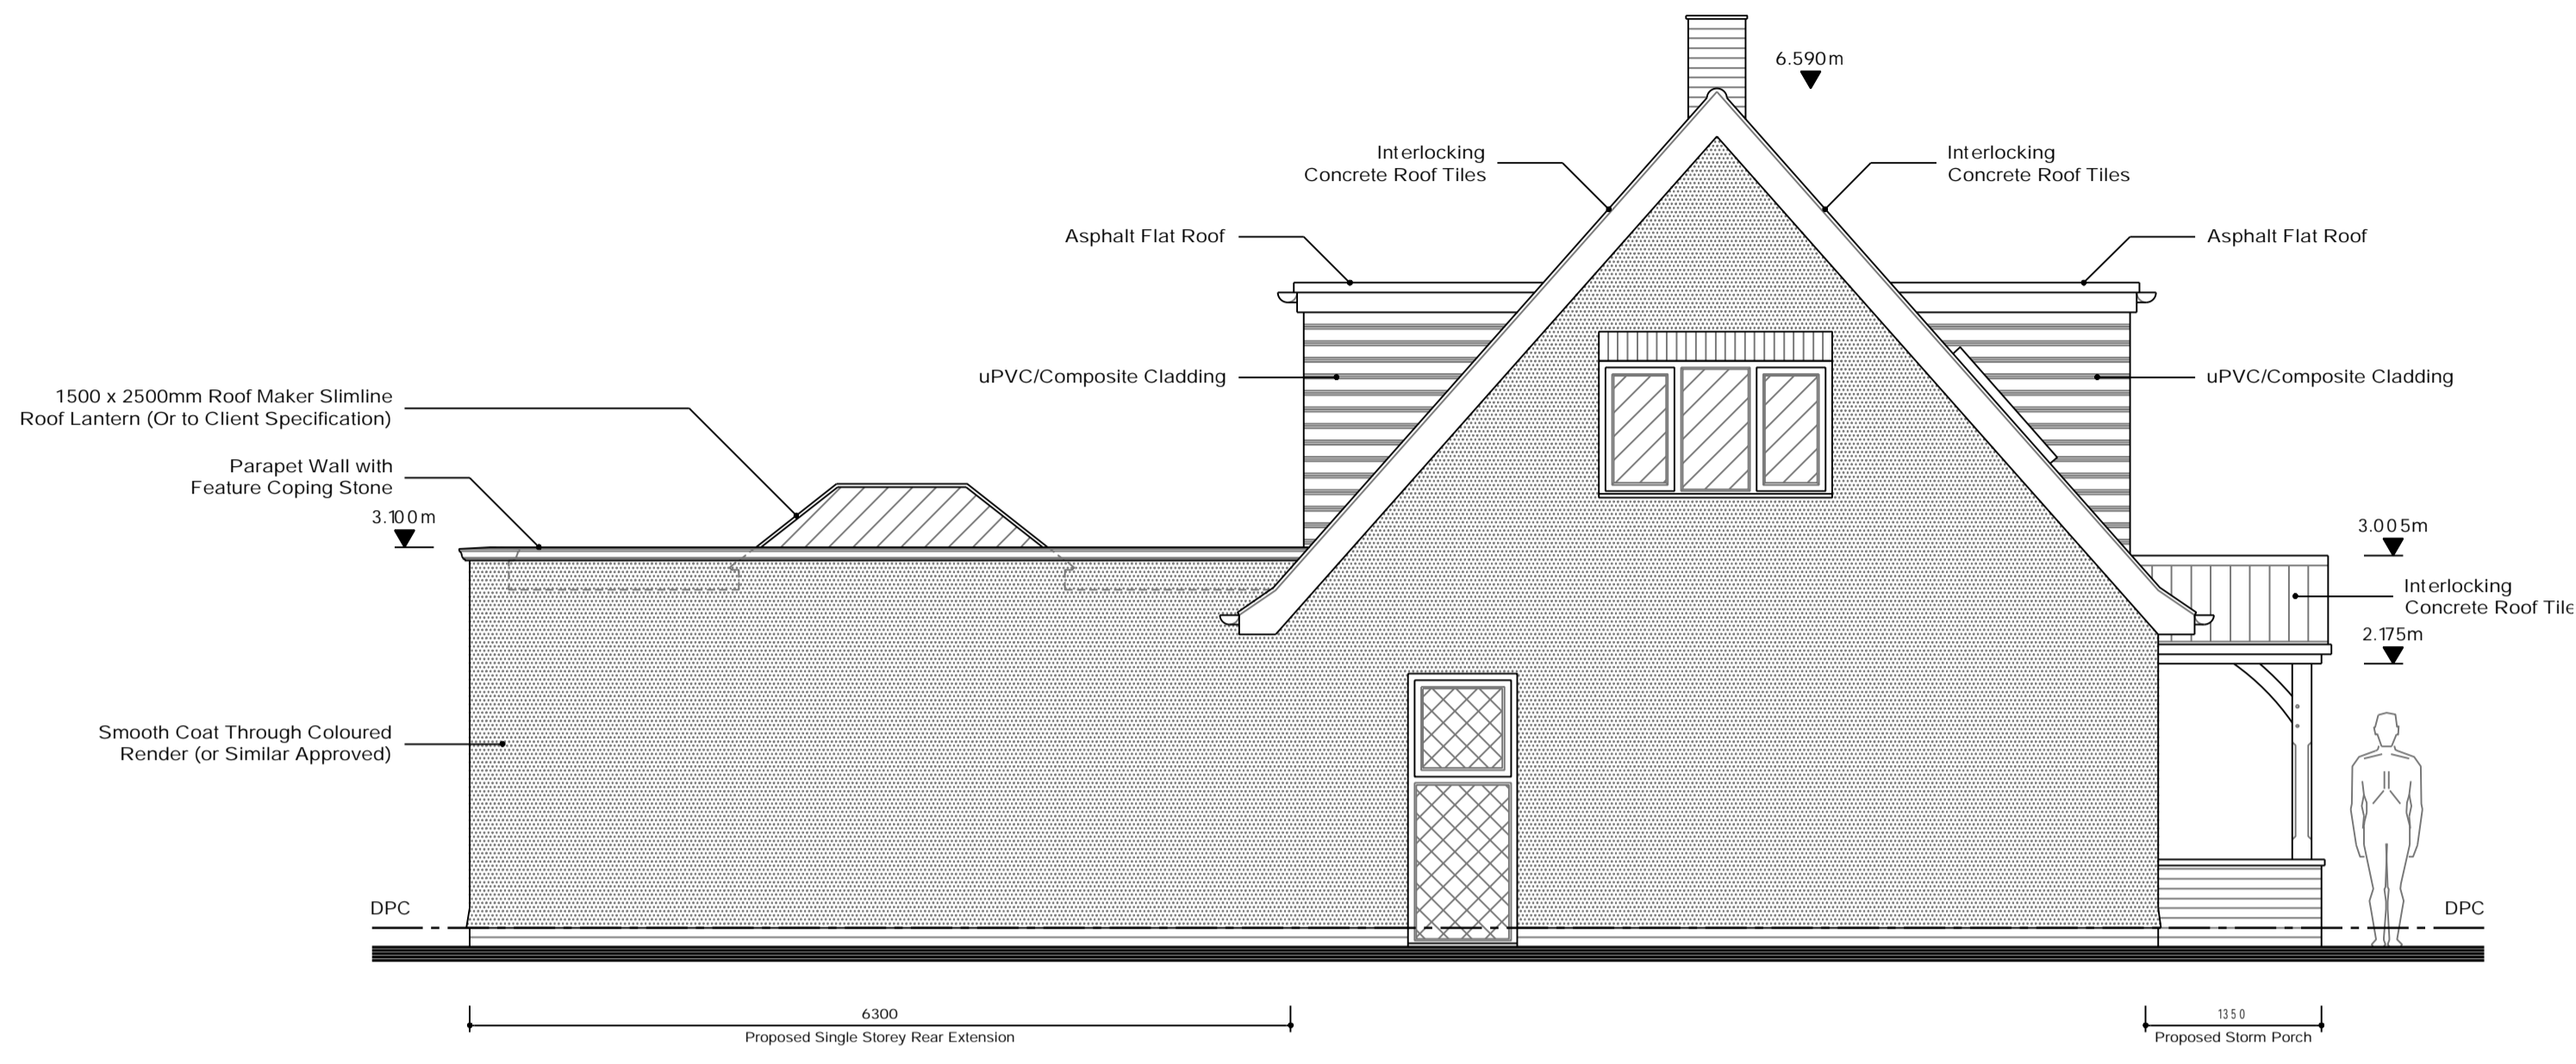 6.590m
Interlocking
Concrete Roof Tiles
Interlocking
Concrete Roof Tiles
Asphalt Flat Roof
Asphalt Flat Roof
uPVC/Composite Cladding
uPVC/Composite Cladding
1500 x 2500mm Roof Maker Slimline
Roof Lantern (Or to Client Specification)
Parapet Wall with
Feature Coping Stone
3.100m
3.005m
Interlocking
Concrete Roof Tile
2.175m
Smooth Coat Through Coloured
Render (or Similar Approved)
DPC
DPC
6300
Proposed Single Storey Rear Extension
1350
Proposed Storm Porch